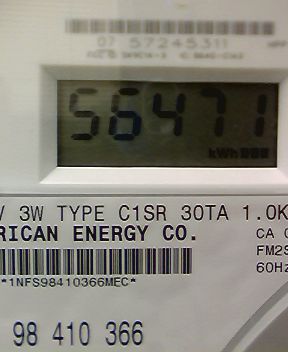 07 57245311
56471
kWh
V 3W TYPE C1SR 30TA 1.0K
RICAN ENERGY CO.
CA
FM2S
60Hz
*1NFS98410366MEC*
98 410 366